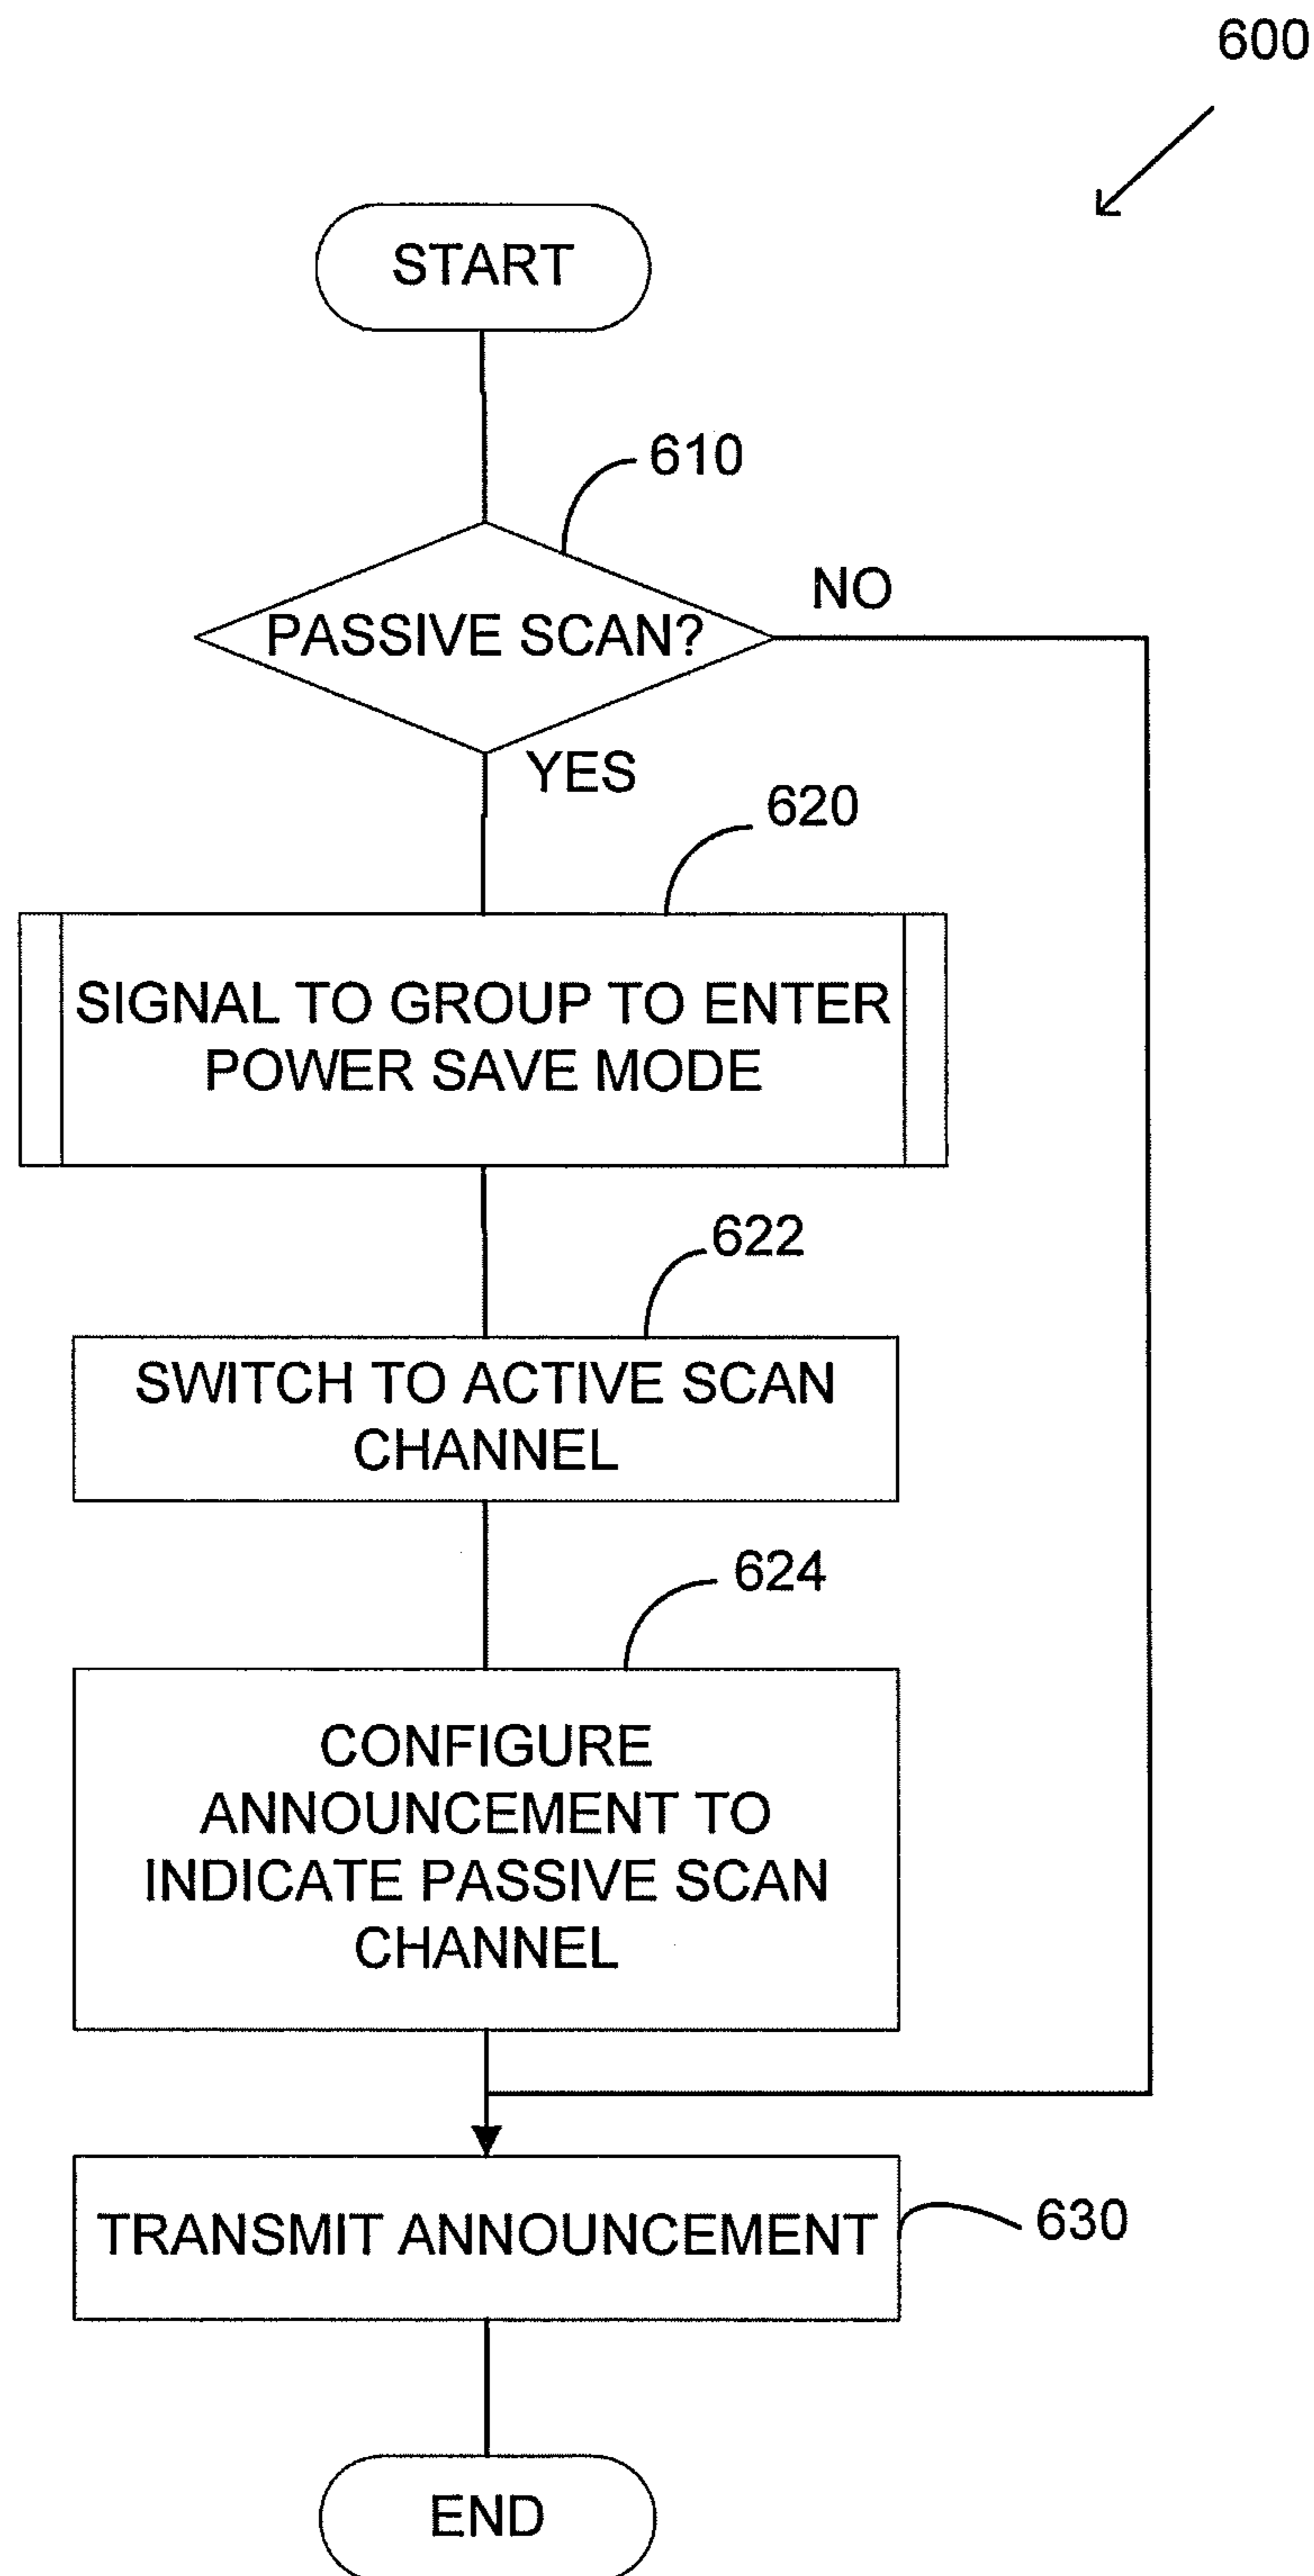 600
START
610
PASSIVE SCAN?
NO
YES
620
SIGNAL TO GROUP TO ENTER
POWER SAVE MODE
622
SWITCH TO ACTIVE SCAN
CHANNEL
624
CONFIGURE
ANNOUNCEMENT TO
INDICATE PASSIVE SCAN
CHANNEL
TRANSMIT ANNOUNCEMENT
630
END